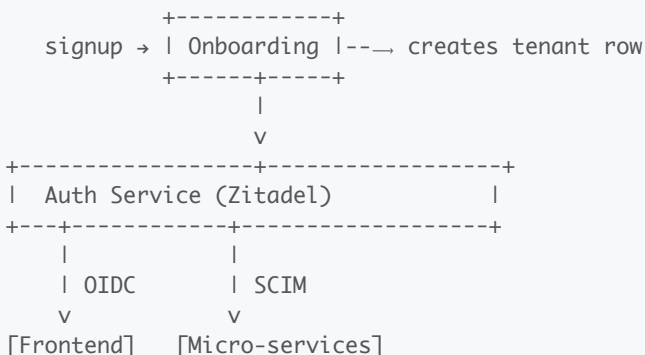 +------------+
   signup → | Onboarding |--→ creates tenant row
            +------+-----+
                   |
                   v
+------------------+------------------+
|  Auth Service (Zitadel)            |
+---+------------+-------------------+
    |            |
    | OIDC       | SCIM
    v            v
[Frontend]   [Micro-services]